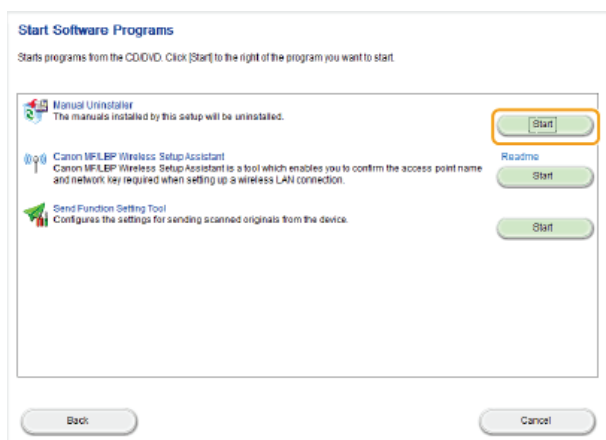 Start Software Programs
Starts programs from the CD/DVD. Click [Start] to the right of the program you want to start.
Manual Uninstaller
The manuals installed by this setup will be uninstalled.
Start
Canon MF/LBP Wireless Setup Assistant
Readme
Canon MF/LBP Wireless Setup Assistant is a tool which enables you to confirm the access point name
and network key required when setting up a wireless LAN connection.
Start
Send Function Setting Tool
Configures the settings for sending scanned originals from the device.
Start
Back
Cancel